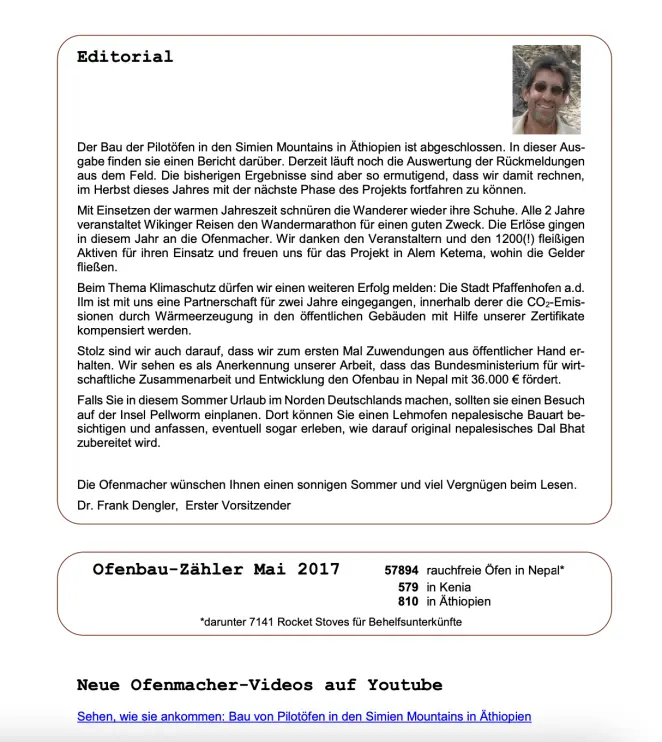 Editorial
Der Bau der Pilotöfen in den Simien Mountains in Äthiopien ist abgeschlossen. In dieser Aus-
gabe finden sie einen Bericht darüber. Derzeit läuft noch die Auswertung der Rückmeldungen
aus dem Feld. Die bisherigen Ergebnisse sind aber so ermutigend, dass wir damit rechnen,
im Herbst dieses Jahres mit der nächste Phase des Projekts fortfahren zu können.
Mit Einsetzen der warmen Jahreszeit schnüren die Wanderer wieder ihre Schuhe. Alle 2 Jahre
veranstaltet Wikinger Reisen den Wandermarathon für einen guten Zweck. Die Erlöse gingen
in diesem Jahr an die Ofenmacher. Wir danken den Veranstaltern und den 1200(!) fleißigen
Aktiven für ihren Einsatz und freuen uns für das Projekt in Alem Ketema, wohin die Gelder
fließen.
Beim Thema Klimaschutz dürfen wir einen weiteren Erfolg melden: Die Stadt Pfaffenhofen a.d.
Ilm ist mit uns eine Partnerschaft für zwei Jahre eingegangen, innerhalb derer die CO₂-Emis-
sionen durch Wärmeerzeugung in den öffentlichen Gebäuden mit Hilfe unserer Zertifikate
kompensiert werden.
Stolz sind wir auch darauf, dass wir zum ersten Mal Zuwendungen aus öffentlicher Hand er-
halten. Wir sehen es als Anerkennung unserer Arbeit, dass das Bundesministerium für wirt-
schaftliche Zusammenarbeit und Entwicklung den Ofenbau in Nepal mit 36.000 € fördert.
Falls Sie in diesem Sommer Urlaub im Norden Deutschlands machen, sollten sie einen Besuch
auf der Insel Pellworm einplanen. Dort können Sie einen Lehmofen nepalesische Bauart be-
sichtigen und anfassen, eventuell sogar erleben, wie darauf original nepalesisches Dal Bhat
zubereitet wird.
Die Ofenmacher wünschen Ihnen einen sonnigen Sommer und viel Vergnügen beim Lesen.
Dr. Frank Dengler, Erster Vorsitzender
Ofenbau-Zähler Mai 2017 57894 rauchfreie Öfen in Nepal*
579 in Kenia
810 in Äthiopien
*darunter 7141 Rocket Stoves für Behelfsunterkünfte
Neue Ofenmacher-Videos auf Youtube
Sehen, wie sie ankommen: Bau von Pilotöfen in den Simien Mountains in Äthiopien